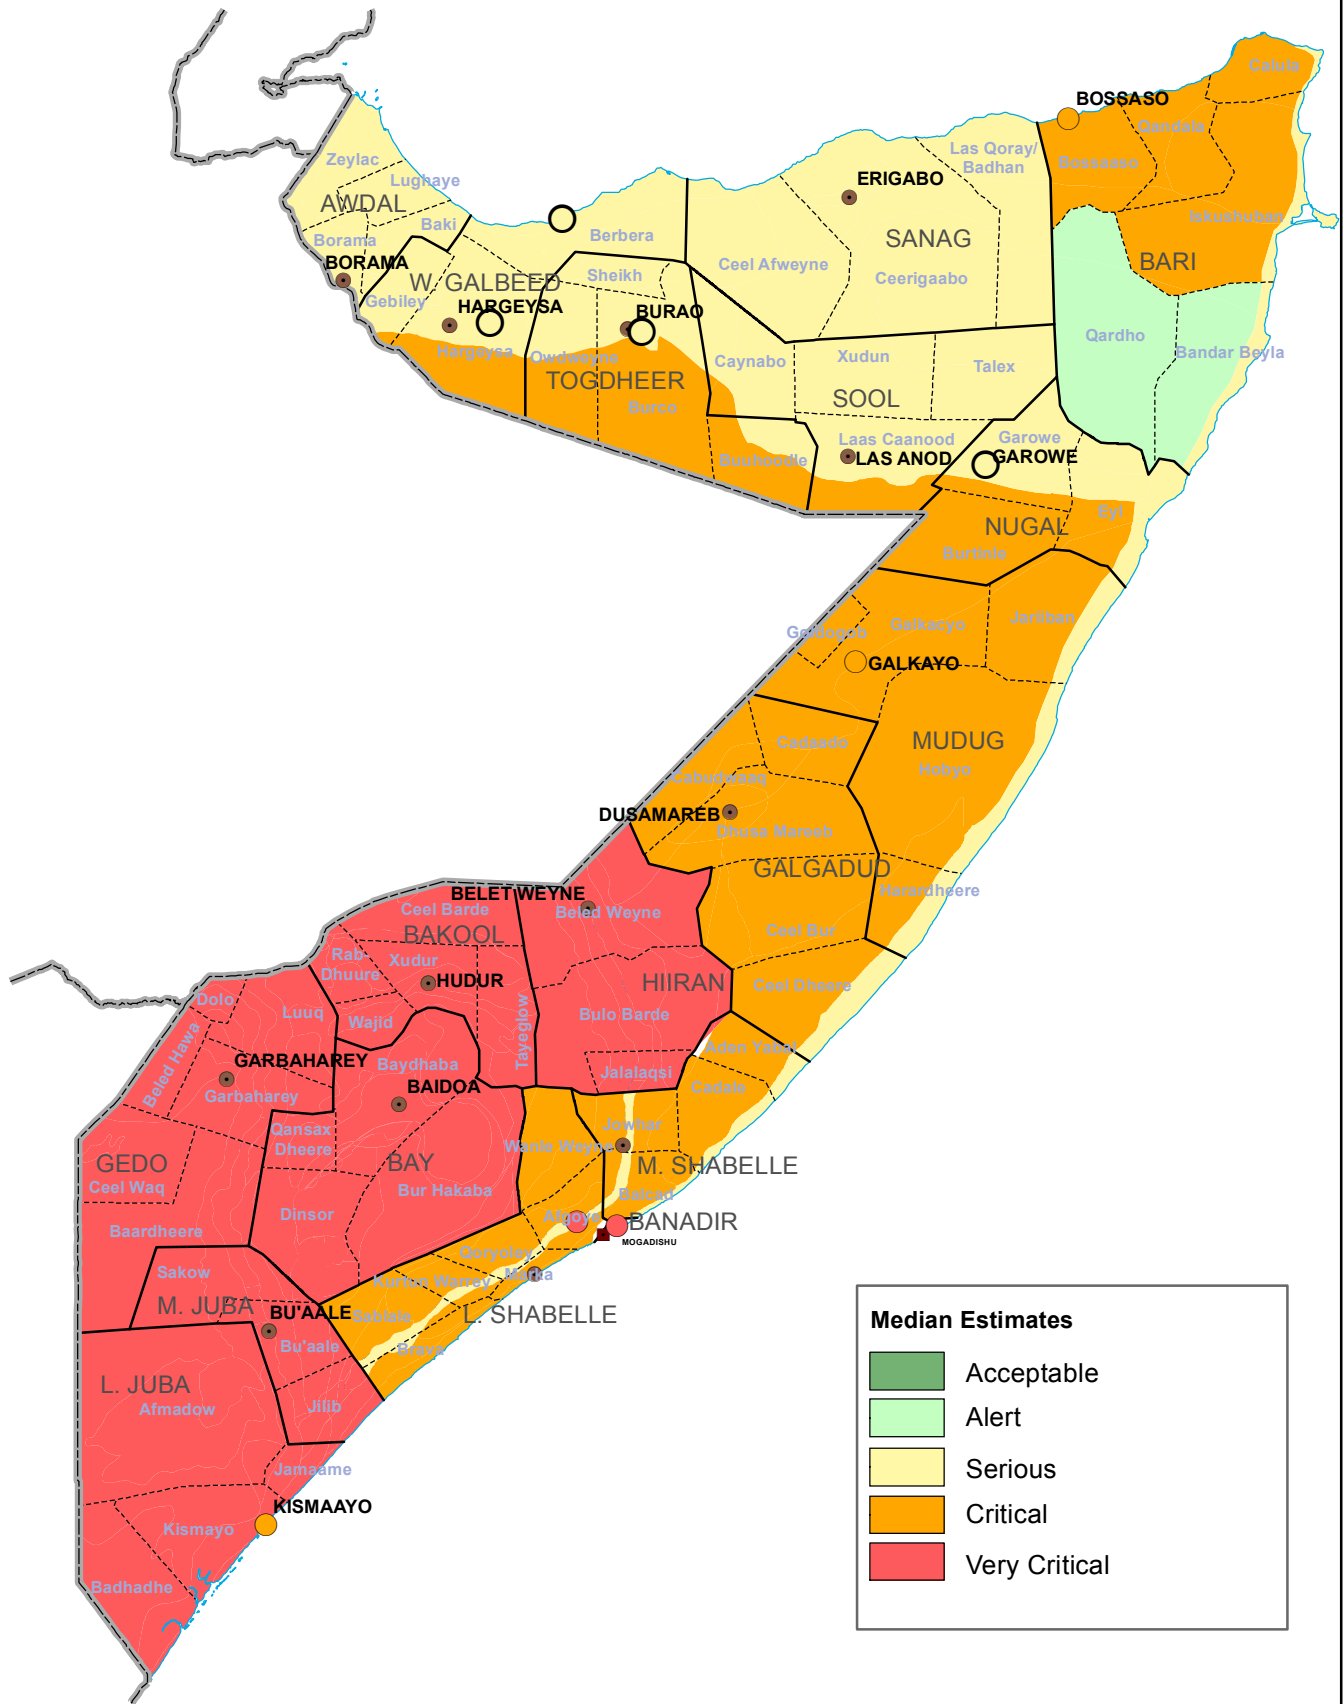 Calula
BOSSASO
Qandala
Bossaaso
Las Qoray/
Badhan
Zeylac
Lughaye
ERIGABO
AWDAL
Iskushuban
Baki
Borama
Berbera
SANAG
BORAMA
Ceel Afweyne
BARI
Sheikh
Ceerigaabo
W. GALBEED
Gebiley
HARGEYSA
BURAO
Qardho
Hargeysa
Owdweyne
Caynabo
Xudun
Talex
Bandar Beyla
TOGDHEER
SOOL
Burco
Laas Caanood
Garowe
Buuhoodle
LAS ANOD
GAROWE
Eyl
NUGAL
Burtinle
Goldogob
Galkacyo
Jariiban
GALKAYO
MUDUG
Cadaado
Hobyo
Cabudwaaq
DUSAMAREB
Dhusa Mareeb
GALGADUD
Harardheere
BELET WEYNE
Ceel Barde
Beled Weyne
BAKOOL
Ceel Bur
Rab-
Dhuure
Xudur
HUDUR
HIIRAN
Ceel Dheere
Dolo
Luuq
Wajid
Tayeglow
Bulo Barde
Beled Hawa
GARBAHAREY
Baydhaba
Aden Yabal
Jalalaqsi
Garbaharey
BAIDOA
Cadale
Qansax
Dheere
Jowhar
Wanle Weyne
GEDO
BAY
M. SHABELLE
Ceel Waq
Bur Hakaba
Balcad
Dinsor
Afgoye
BANADIR
Baardheere
MOGADISHU
Qoryoley
Sakow
Kurtun Warrey
Marka
M. JUBA
BU'AALE
Sablale
L. SHABELLE
Bu'aale
Brava
L. JUBA
Afmadow
Jilib
Jamaame
KISMAAYO
Kismayo
Badhadhe
Median Estimates
Acceptable
Alert
Serious
Critical
Very Critical